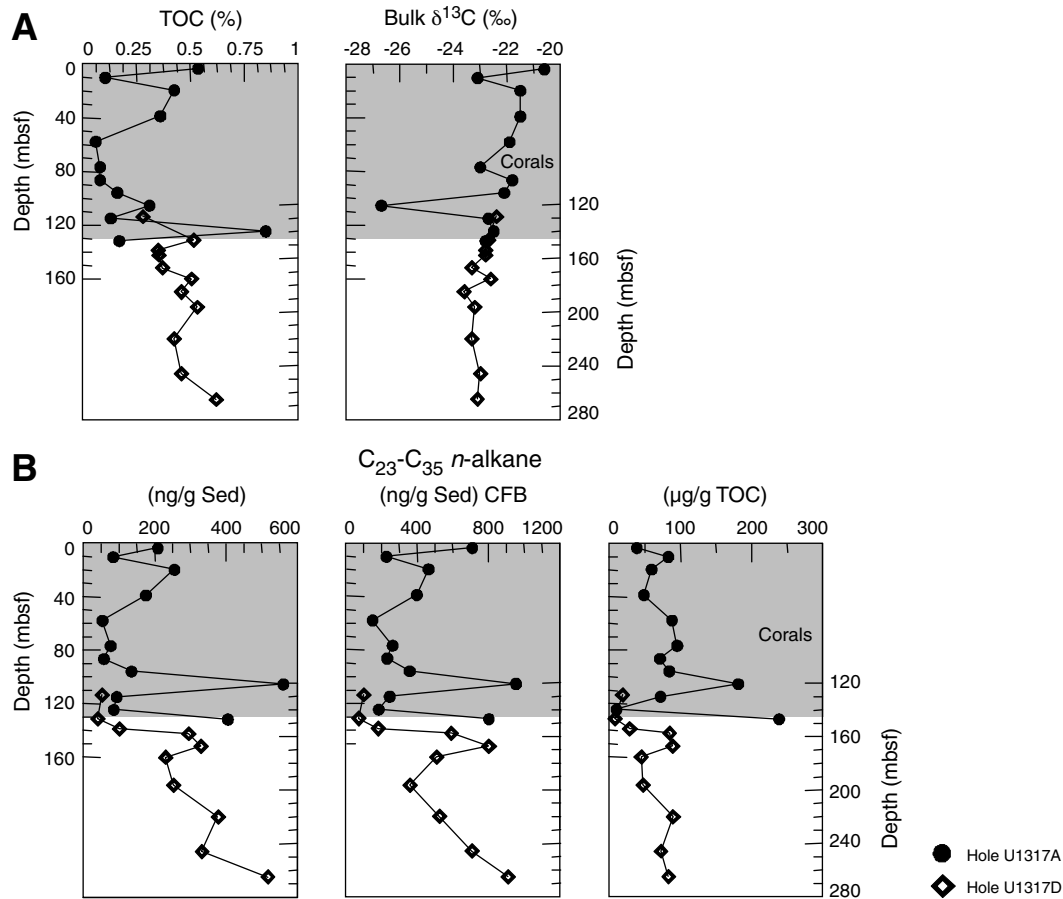 A
TOC (%)
Bulk δ13C (‰)
0 0.25 0.5 0.75 1
-28 -26 -24 -22 -20
0
40
80
120
160
Depth (mbsf)
Corals
120
160
200
240
280
Depth (mbsf)
B
C23-C35 n-alkane
(ng/g Sed)
(ng/g Sed) CFB
(µg/g TOC)
0 200 400 600
0 400 800 1200
0 100 200 300
0
40
80
120
160
Depth (mbsf)
Corals
120
160
200
240
280
Depth (mbsf)
Hole U1317A
Hole U1317D